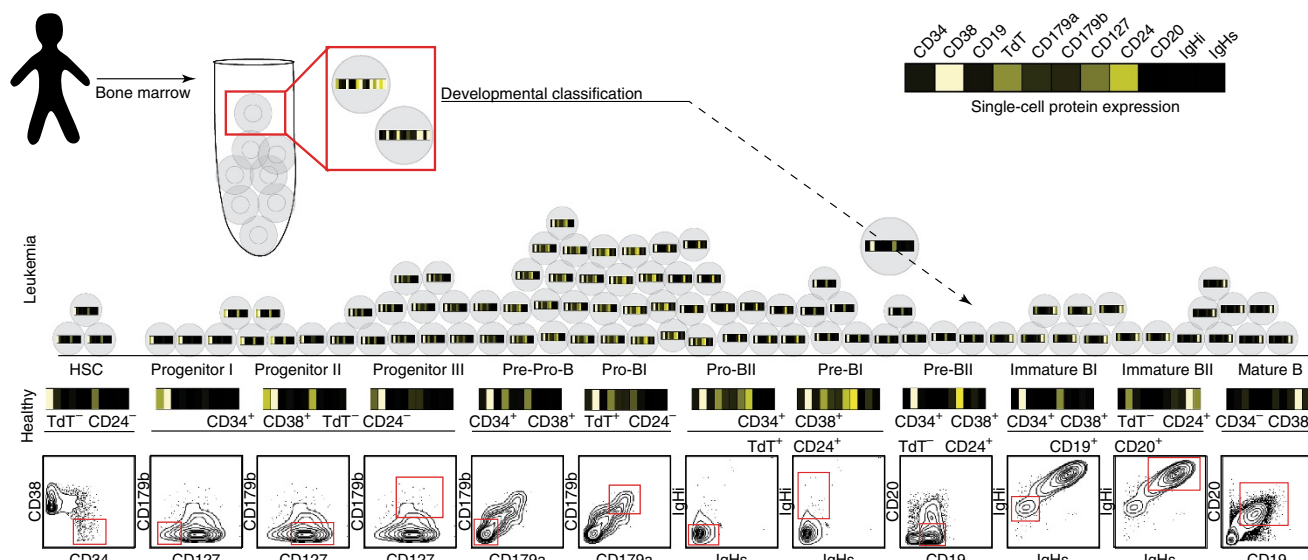 CD34 CD38 CD19 TdT CD179a CD179b CD127 CD24 CD20 IgHi IgHs
Single-cell protein expression
Bone marrow
Developmental classification
Leukemia
HSC Progenitor I Progenitor II Progenitor III Pre-Pro-B Pro-BI Pro-BII Pre-BI Pre-BII Immature BI Immature BII Mature B
Healthy
TdT⁻ CD24⁻ CD34⁺ CD38⁺ TdT⁻ CD24⁻ CD34⁺ CD38⁺ TdT⁺ CD24⁻ CD34⁺ CD38⁺ CD34⁺ CD38⁺ CD34⁺ CD38⁺ TdT⁻ CD24⁺ CD34⁻ CD38⁺
TdT⁺ CD24⁺ TdT⁻ CD24⁺ CD19⁺ CD20⁺
CD38 CD179b CD179b CD179b CD179b CD179b IgHi IgHi CD20 IgHi IgHi CD20
CD34 CD127 CD127 CD127 CD179a CD179a IgHs IgHs CD19 IgHs IgHs CD19